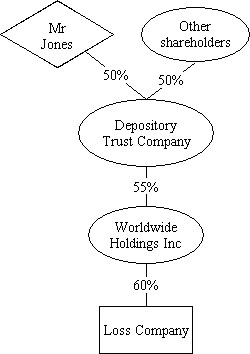 Mr
Jones
Other
shareholders
50%
50%
Depository
Trust Company
55%
Worldwide
Holdings Inc
60%
Loss Company